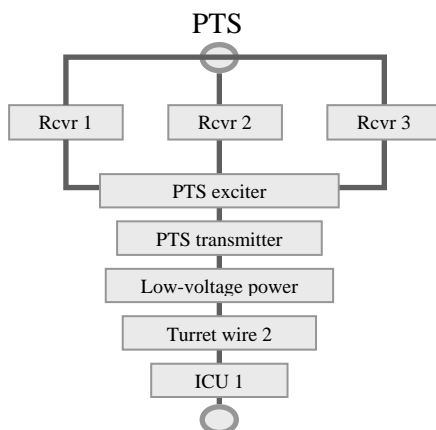 PTS
Rcvr 1 Rcvr 2 Rcvr 3
PTS exciter
PTS transmitter
Low-voltage power
Turret wire 2
ICU 1